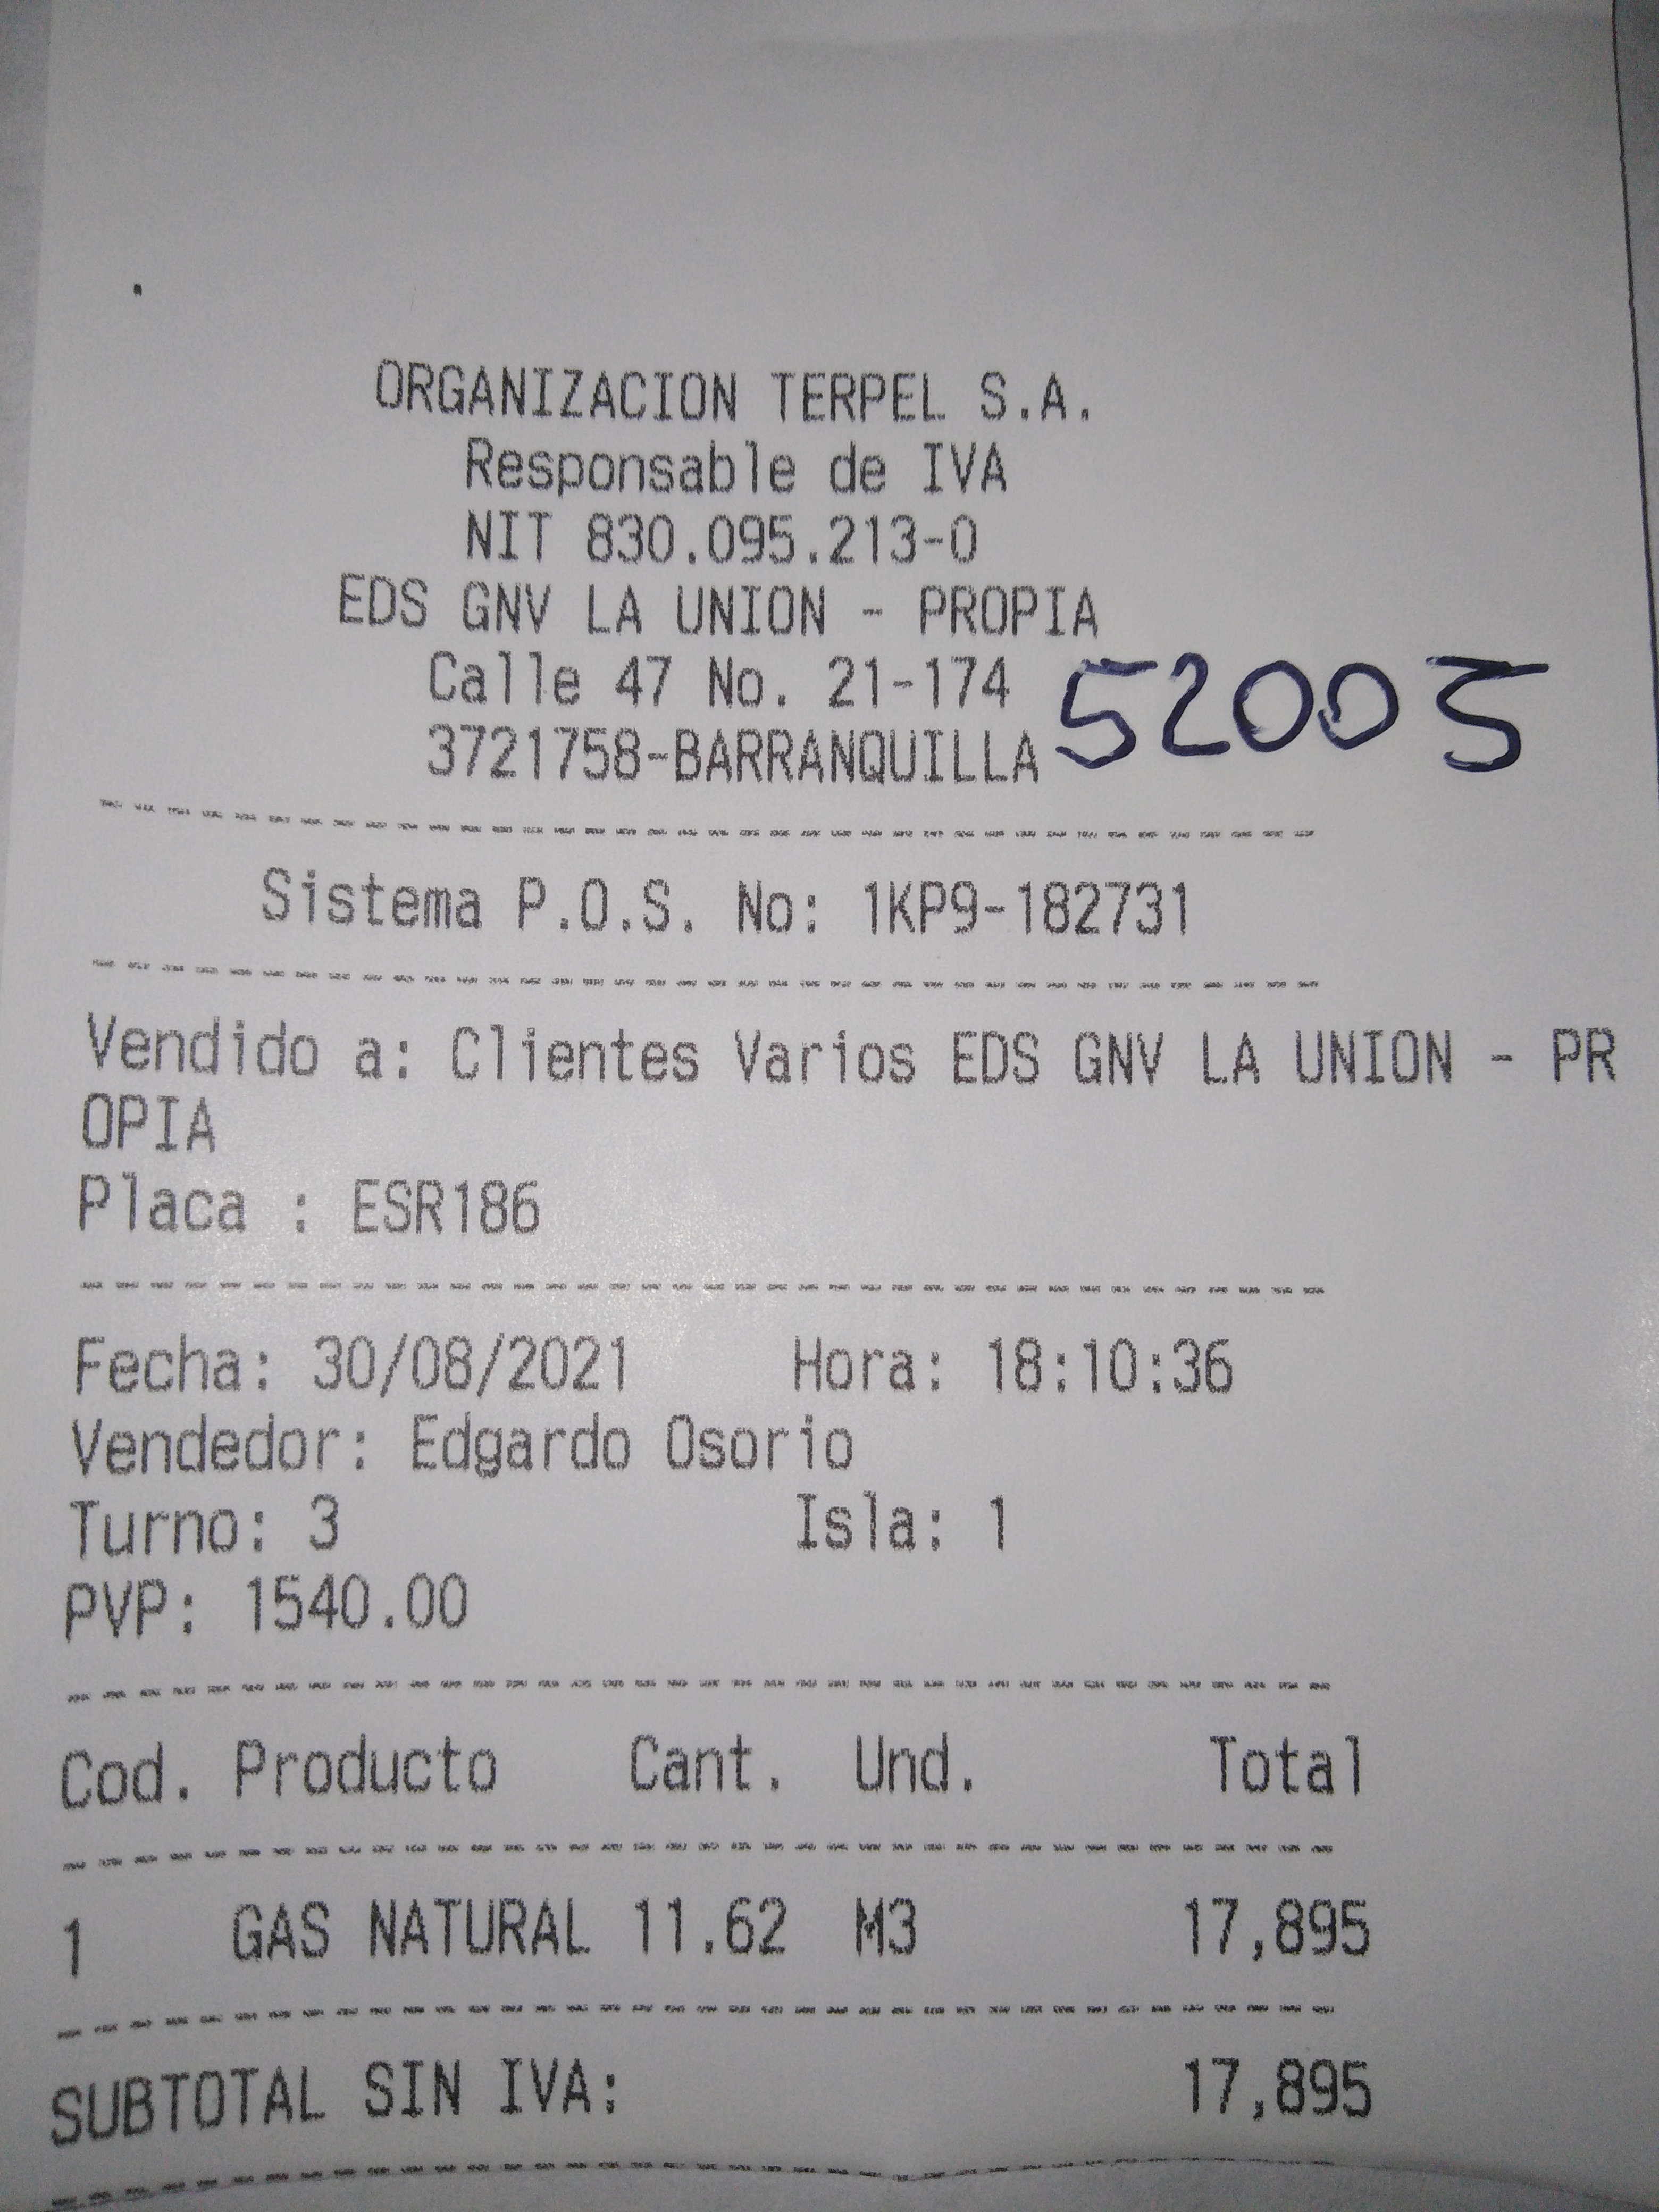 ORGANIZACION TERPEL S.A.
Responsable de IVA
NIT 830.095.213-0
EDS GNV LA UNION - PROPIA
Calle 47 No. 21-174
52005
3721758-BARRANQUILLA
Sistema P.O.S. No: 1KP9-182731
Vendido a: Clientes Varios EDS GNV LA UNION - PR
OPIA
Placa : ESR186
Fecha: 30/08/2021 Hora: 18:10:36
Vendedor: Edgardo Osorio
Turno: 3 Isla: 1
PVP: 1540.00
Cod. Producto Cant. Und. Total
1 GAS NATURAL 11.62 M3 17,895
SUBTOTAL SIN IVA: 17,895